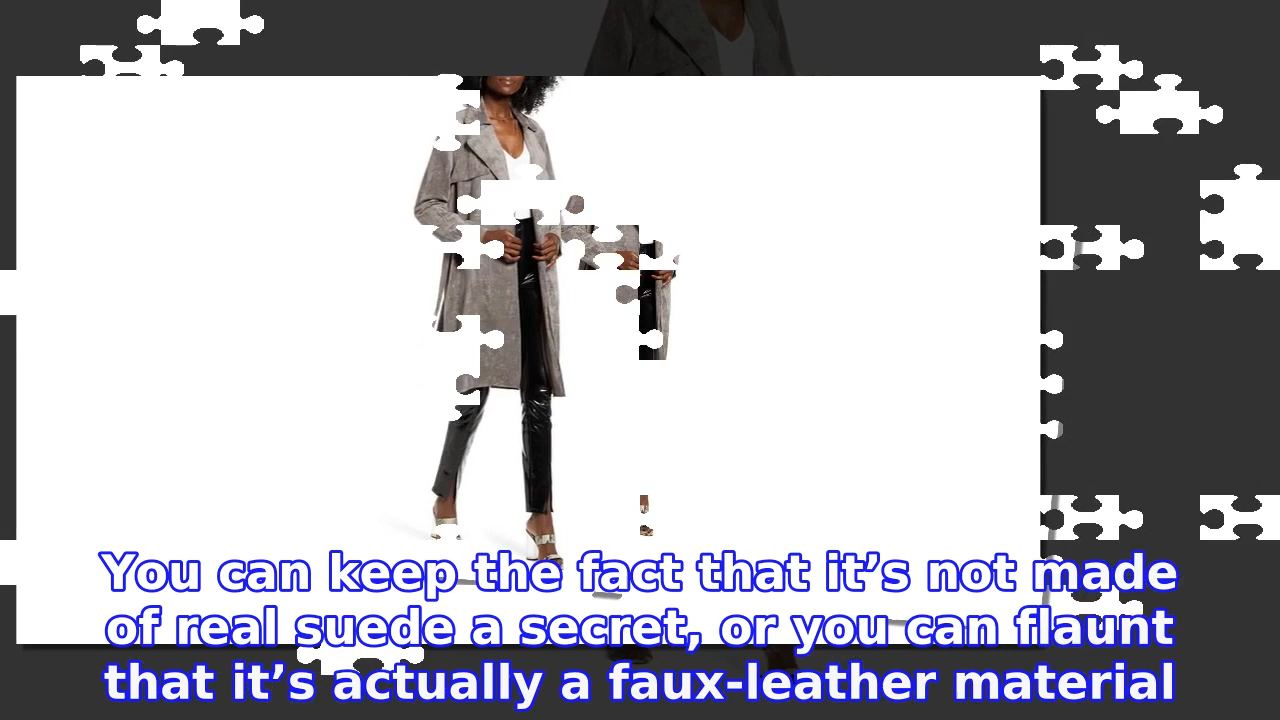 You can keep the fact that it’s not made
of real suede a secret, or you can flaunt
that it’s actually a faux-leather material